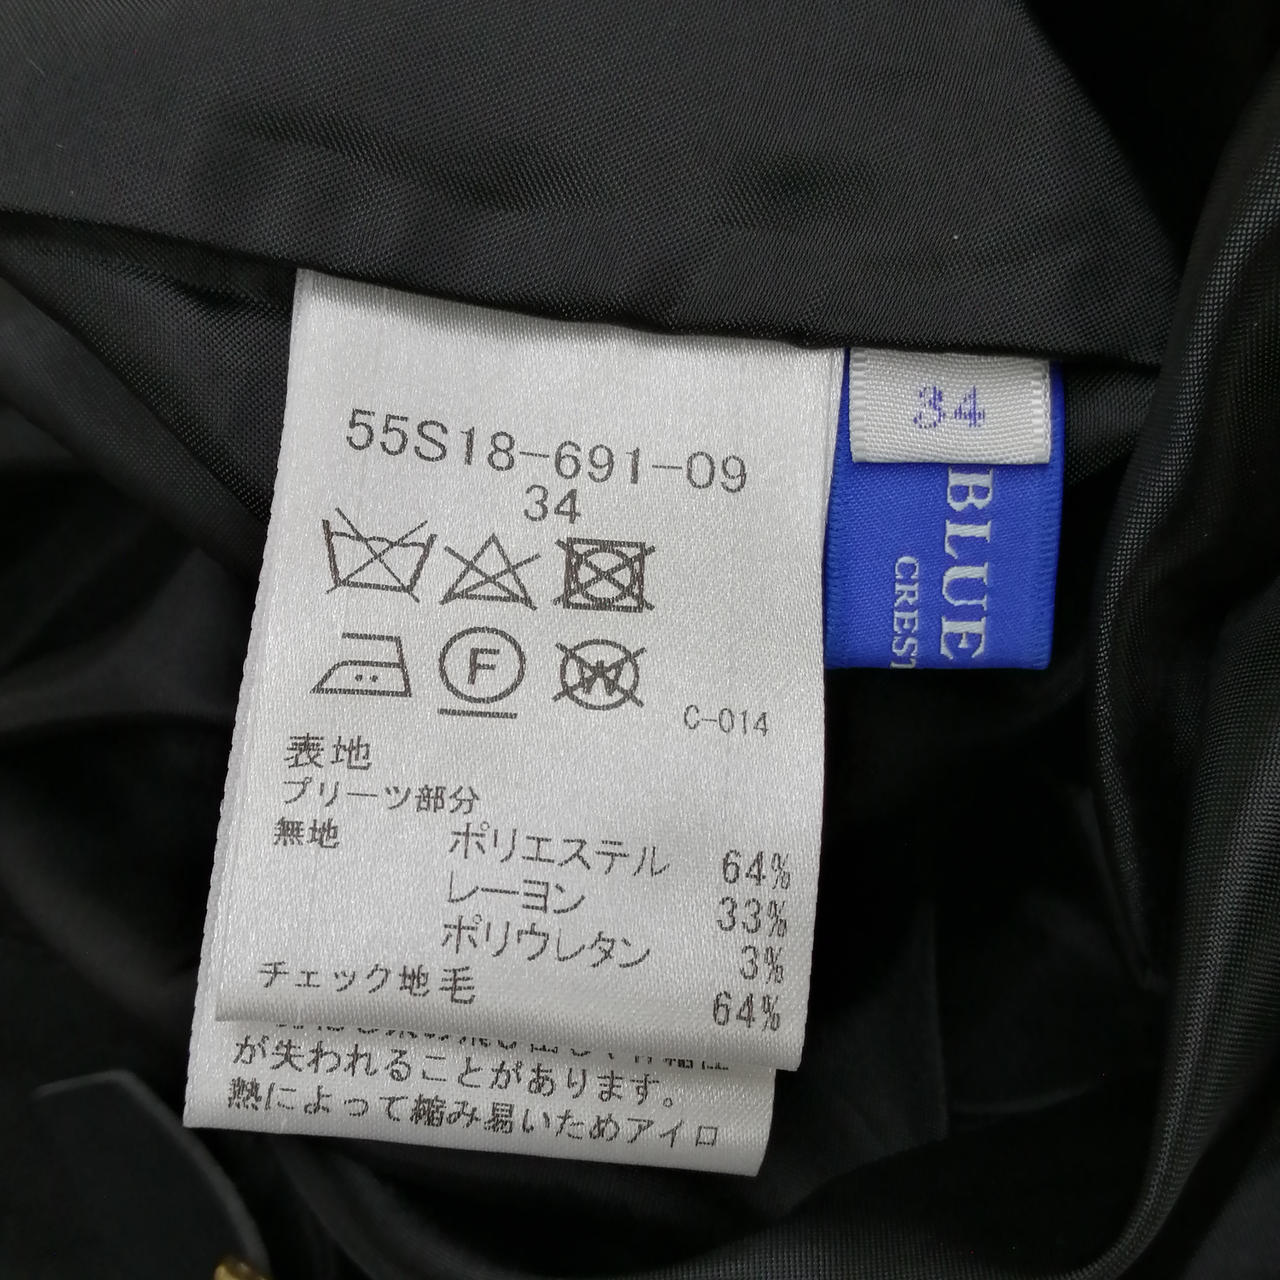 55S18-691-09
34
F
W
C-014
表地
プリーツ部分
無地 ポリエステル 64%
レーヨン 33%
ポリウレタン 3%
チェック地毛 64%
が失われることがあります。
熱によって縮み易いためアイロ
34
BLUE
CREST